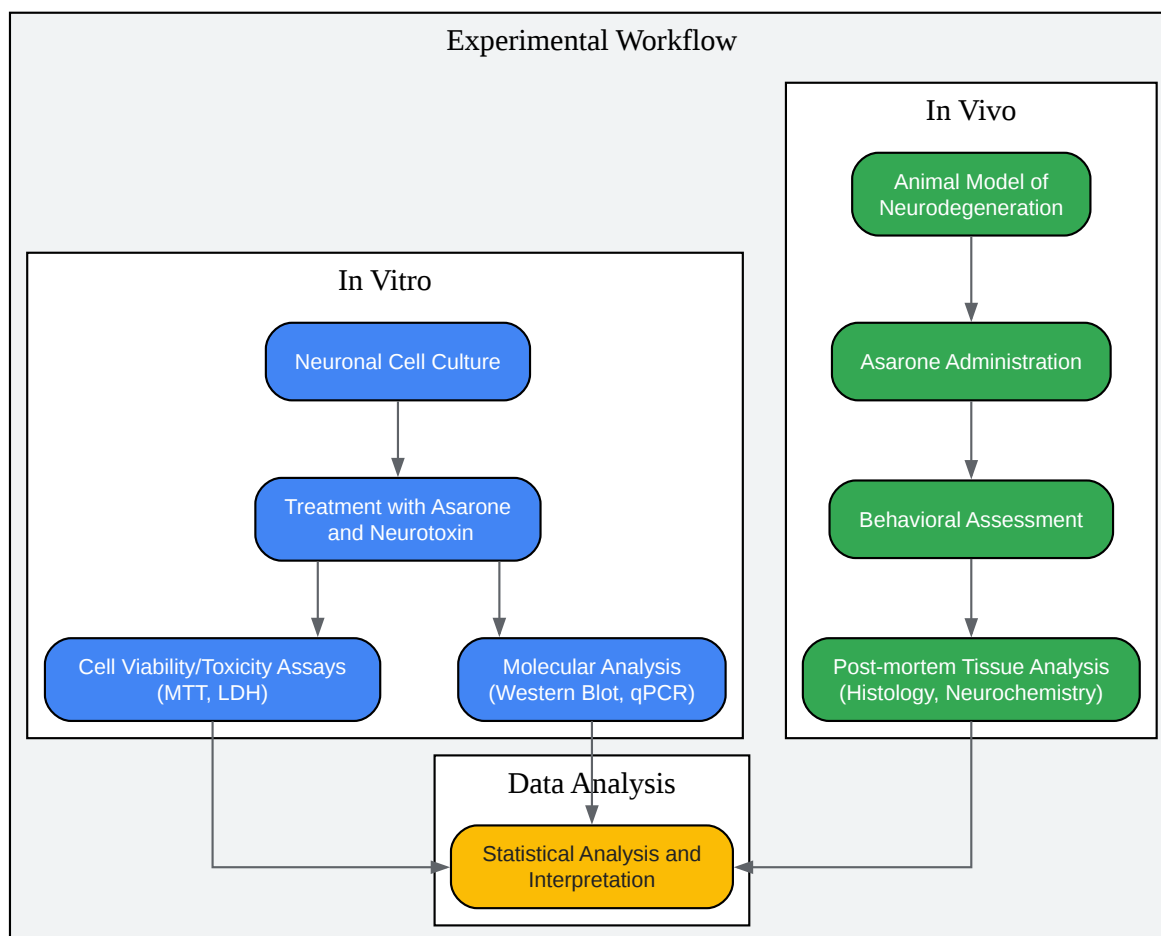 Experimental Workflow
In Vitro
Neuronal Cell Culture
Treatment with Asarone
and Neurotoxin
Cell Viability/Toxicity Assays
(MTT, LDH)
Molecular Analysis
(Western Blot, qPCR)
In Vivo
Animal Model of
Neurodegeneration
Asarone Administration
Behavioral Assessment
Post-mortem Tissue Analysis
(Histology, Neurochemistry)
Data Analysis
Statistical Analysis and
Interpretation